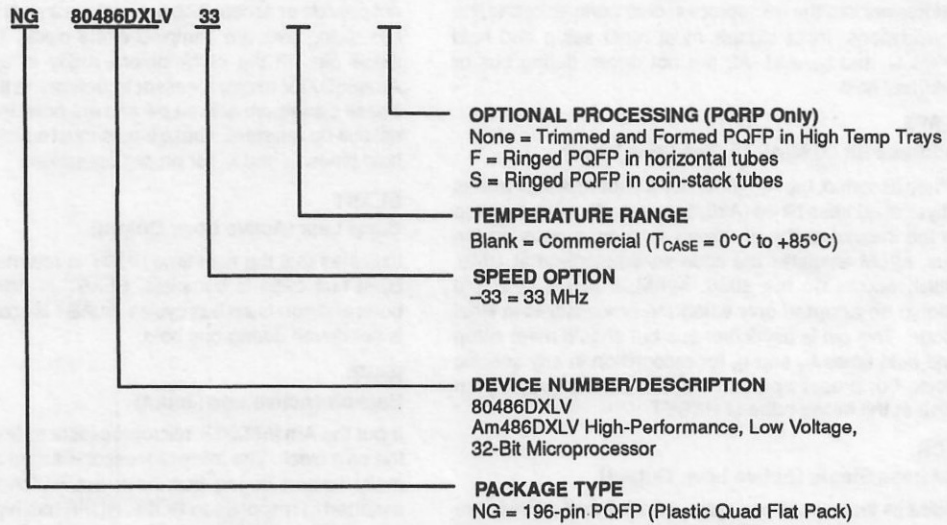 NG 80486DXLV 33
OPTIONAL PROCESSING (PQRP Only)
None = Trimmed and Formed PQFP in High Temp Trays
F = Ringed PQFP in horizontal tubes
S = Ringed PQFP in coin-stack tubes
TEMPERATURE RANGE
Blank = Commercial (TCASE = 0°C to +85°C)
SPEED OPTION
–33 = 33 MHz
DEVICE NUMBER/DESCRIPTION
80486DXLV
Am486DXLV High-Performance, Low Voltage,
32-Bit Microprocessor
PACKAGE TYPE
NG = 196-pin PQFP (Plastic Quad Flat Pack)